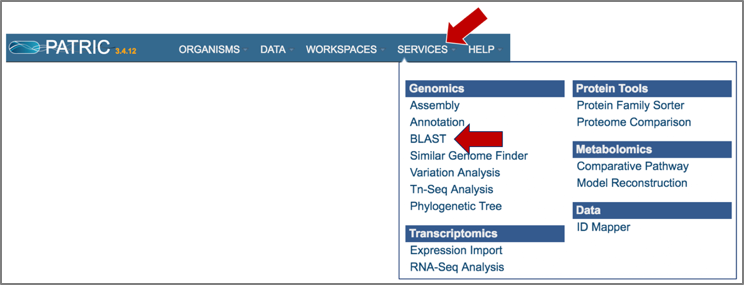 PATRIC 3.4.12 ORGANISMS DATA WORKSPACES SERVICES HELP
Genomics
Assembly
Annotation
BLAST
Similar Genome Finder
Variation Analysis
Tn-Seq Analysis
Phylogenetic Tree
Transcriptomics
Expression Import
RNA-Seq Analysis
Protein Tools
Protein Family Sorter
Proteome Comparison
Metabolomics
Comparative Pathway
Model Reconstruction
Data
ID Mapper